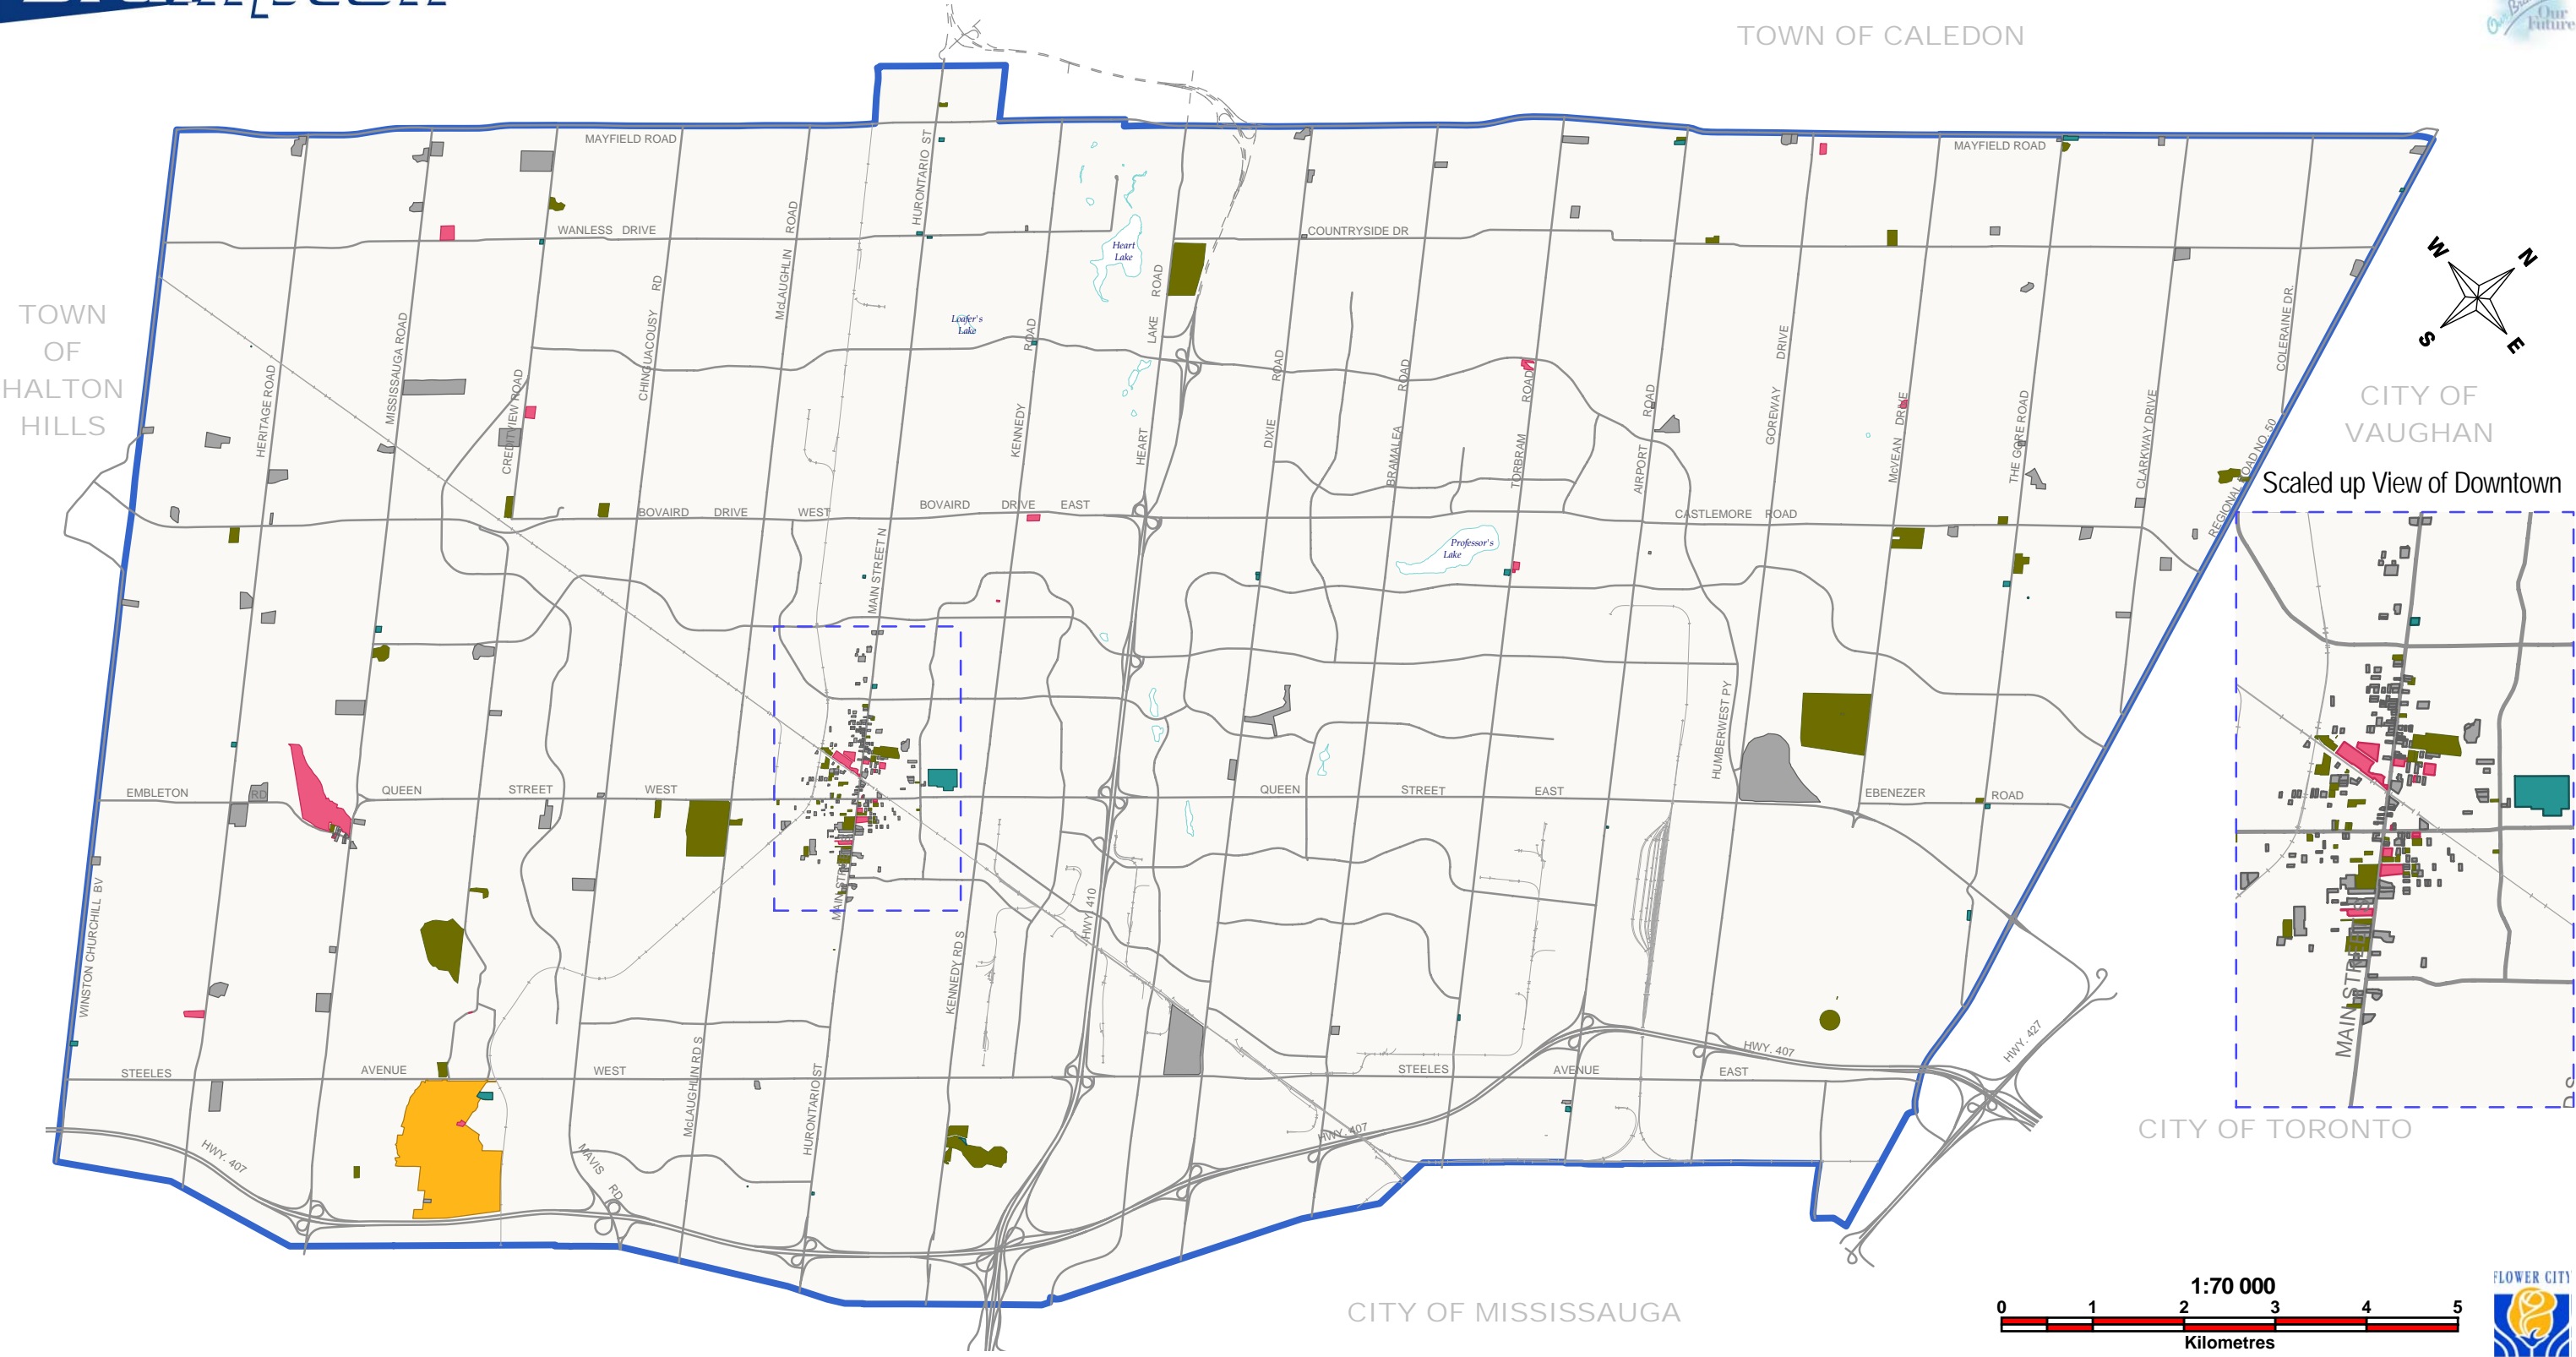 Brampton
TOWN OF CALEDON
Our
Future
MAYFIELD ROAD
MAYFIELD ROAD
HURONTARIO ST
WANLESS DRIVE
McLAUGHLIN ROAD
COUNTRYSIDE DR
Heart
Lake
HEART LAKE ROAD
W
N
S
E
TOWN
OF
HALTON
HILLS
Loafer's
Lake
HERITAGE ROAD
MISSISSAUGA ROAD
CREDITVIEW ROAD
CHINGUACOUSY RD
KENNEDY ROAD
DIXIE ROAD
BRAMALEA ROAD
TORBRAM ROAD
AIRPORT ROAD
GOREWAY DRIVE
McVEAN DRIVE
THE GORE ROAD
CLARKWAY DRIVE
COLERAINE DR.
REGIONAL ROAD NO. 50
CITY OF
VAUGHAN
Scaled up View of Downtown
BOVAIRD DRIVE WEST
BOVAIRD DRIVE EAST
CASTLEMORE ROAD
Professor's
Lake
MAIN STREET N
HUMBERWEST PY
EMBLETON RD
QUEEN STREET WEST
QUEEN STREET EAST
EBENEZER ROAD
WINSTON CHURCHILL BV
MAIN STR
KENNEDY RD S
HWY. 410
MAIN STREET S
STEELES AVENUE WEST
STEELES AVENUE EAST
McLAUGHLIN RD S
HURONTARIO ST
HWY. 407
HWY. 427
HWY. 407
HWY. 407
MAVIS RD
CITY OF TORONTO
CITY OF MISSISSAUGA
1:70 000
0 1 2 3 4 5
Kilometres
FLOWER CITY